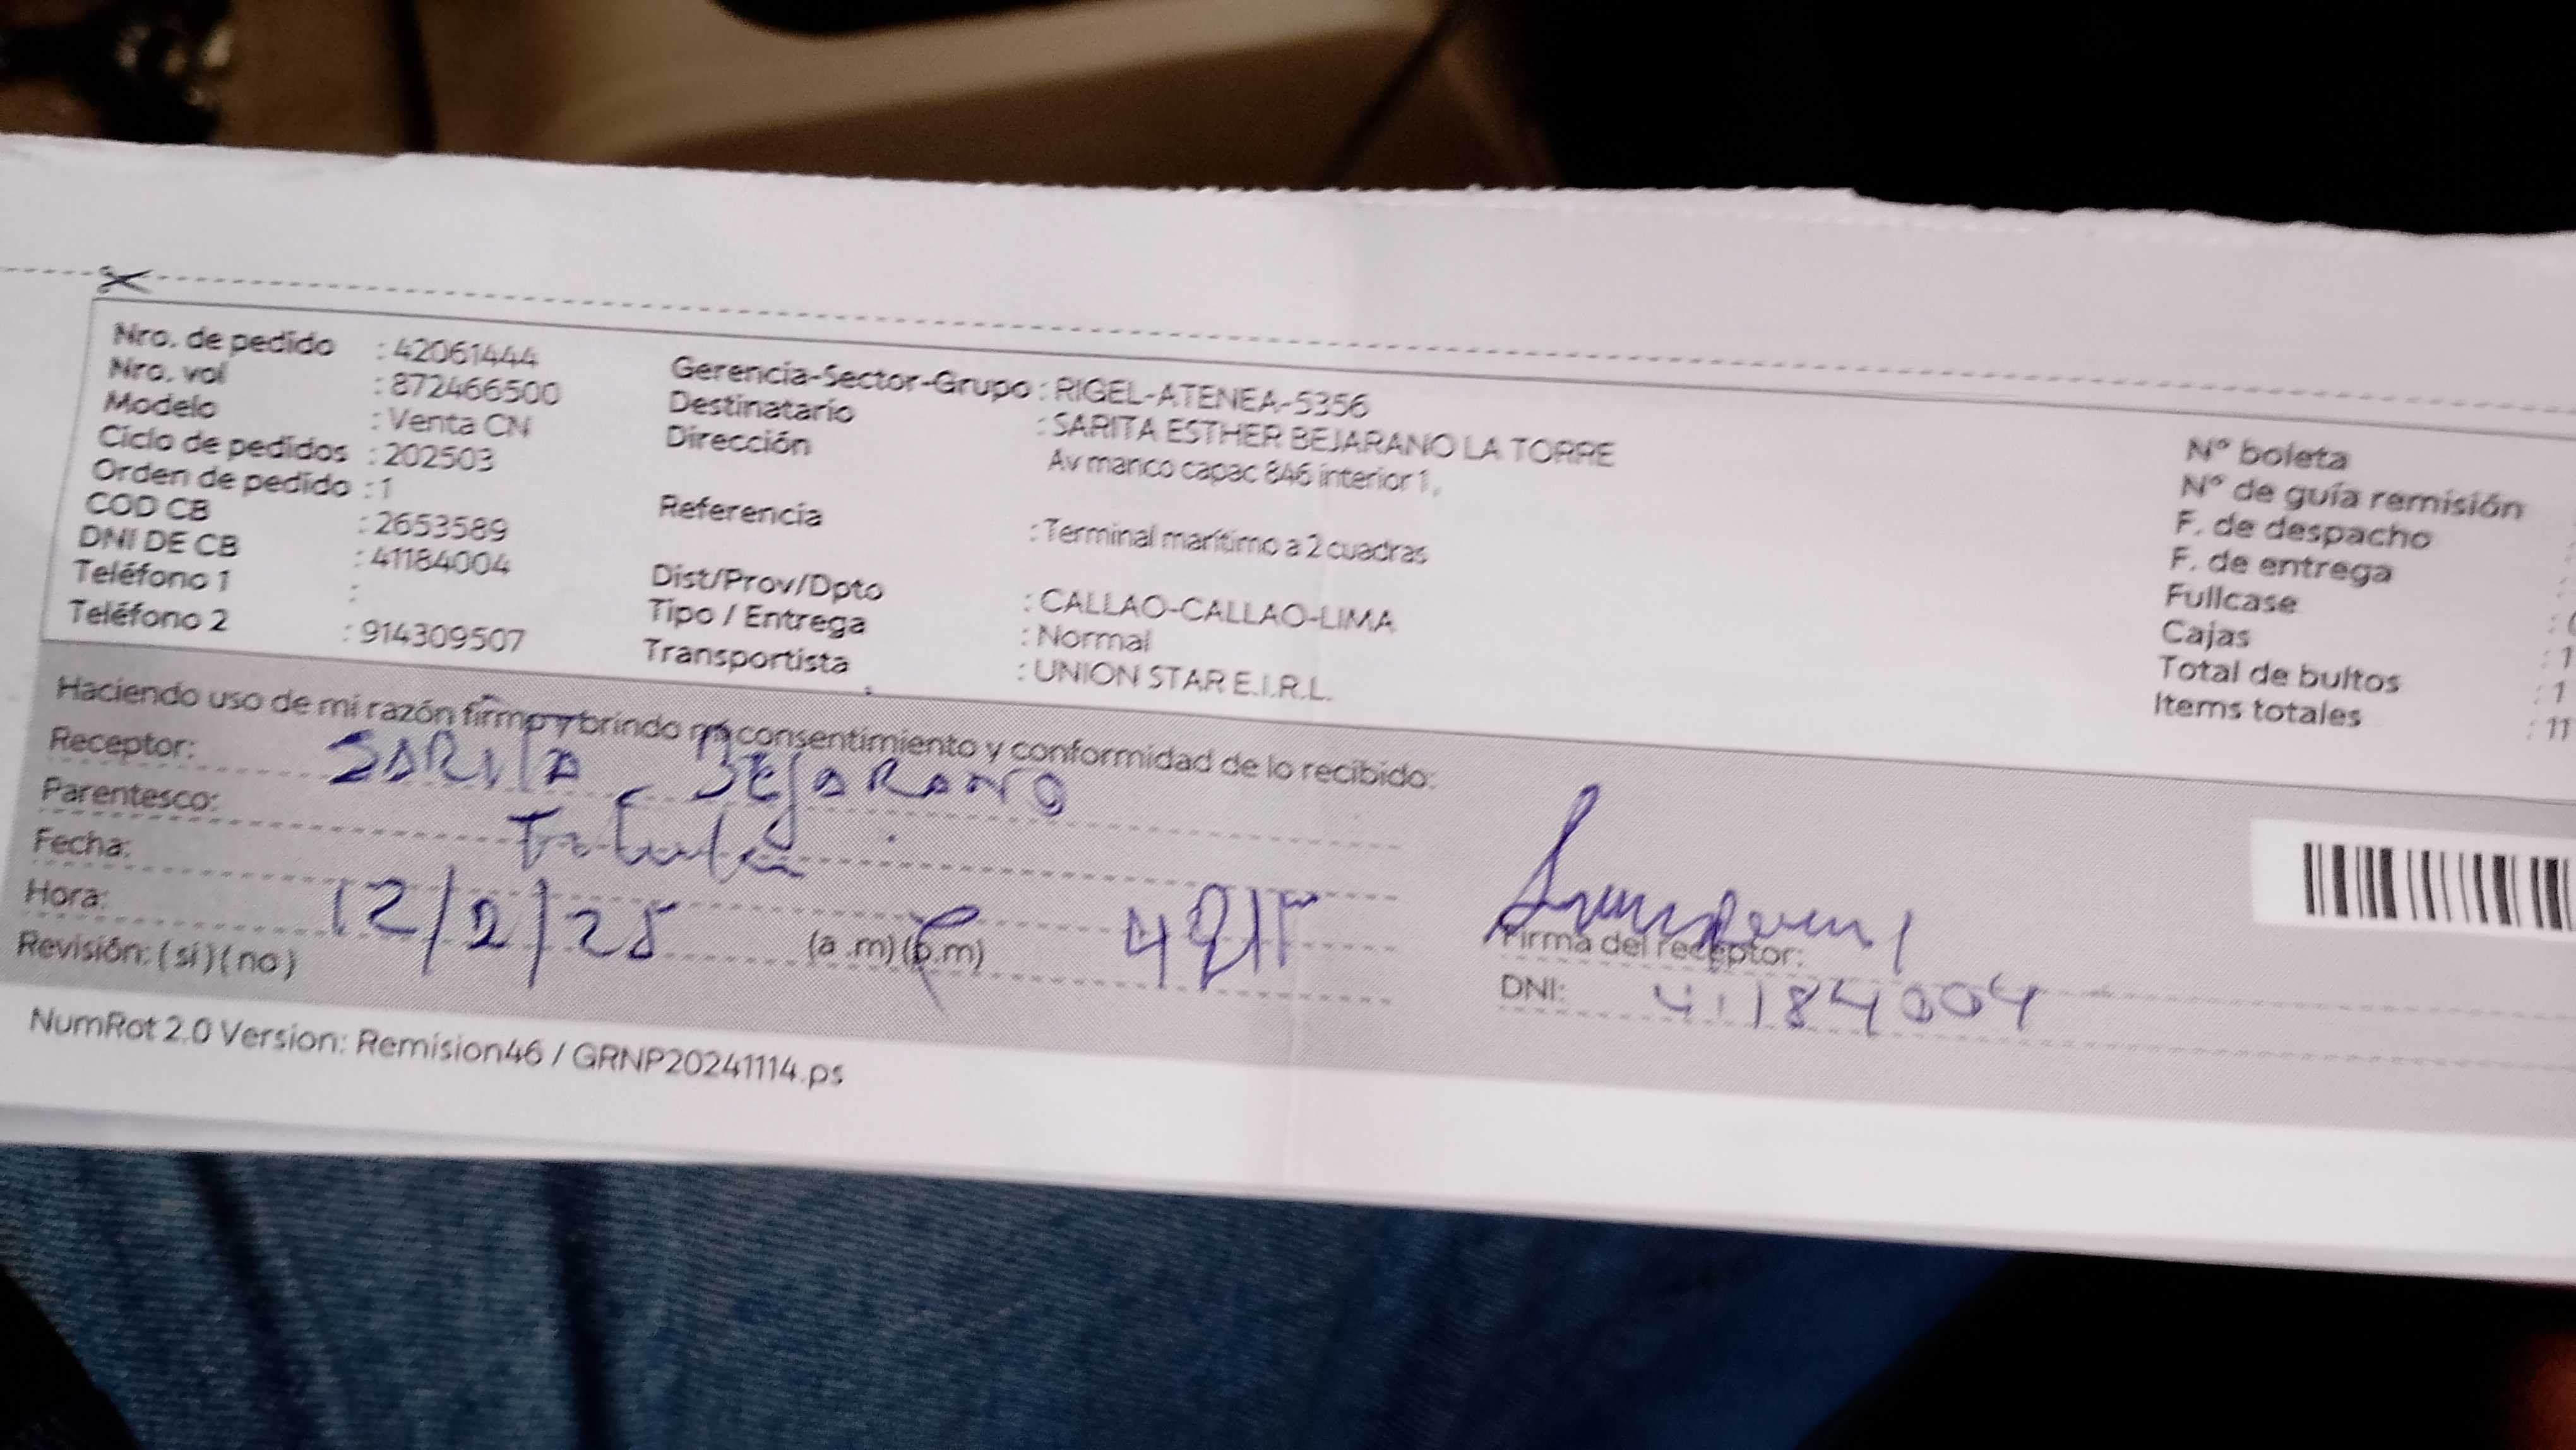 Nro. de pedido : 42061444
Nro. vol : 872466500
Modelo : Venta CN
Ciclo de pedidos : 202503
Orden de pedido : 1
COD CB : 2653589
DNI DE CB : 41184004
Teléfono 1 :
Teléfono 2 : 914309507
Gerencia-Sector-Grupo : RIGEL-ATENEA-5356
Destinatario : SARITA ESTHER BEJARANO LA TORRE
Dirección Av manco capac 846 interior 1,
Referencia : Terminal marítimo a 2 cuadras
Dist/Prov/Dpto : CALLAO-CALLAO-LIMA
Tipo / Entrega : Normal
Transportista : UNION STAR E.I.R.L.
N° boleta
N° de guía remisión
F. de despacho
F. de entrega
Fullcase
Cajas : 1
Total de bultos : 1
Items totales : 11
Haciendo uso de mi razón firmo y brindo mi consentimiento y conformidad de lo recibido:
Receptor: SARITA BEJARANO
Parentesco:
Fecha: 12/2/25
Hora: (a .m) (p.m)
Revisión: ( si ) ( no )
Firma del receptor:
DNI: 41184004
NumRot 2.0 Version: Remision46 / GRNP20241114.ps